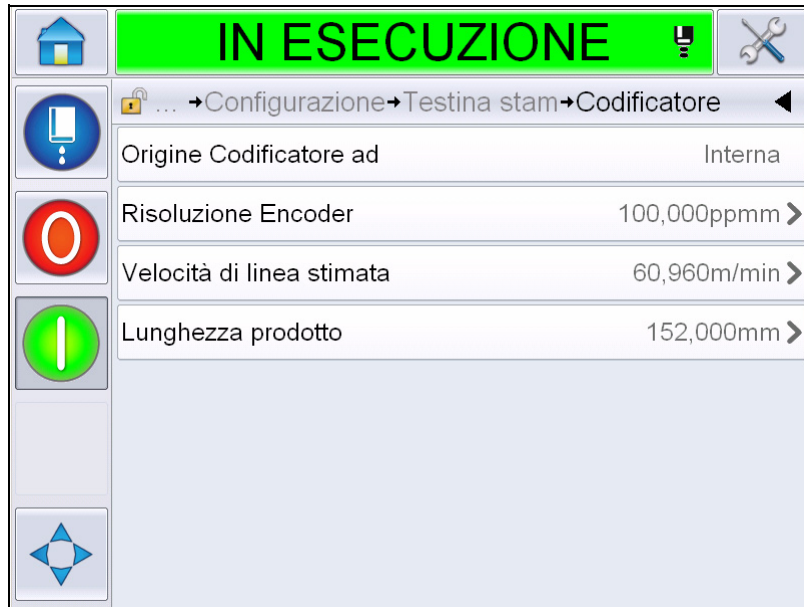 IN ESECUZIONE
... →Configurazione→Testina stam→Codificatore
Origine Codificatore ad Interna
Risoluzione Encoder 100,000ppmm
Velocità di linea stimata 60,960m/min
Lunghezza prodotto 152,000mm